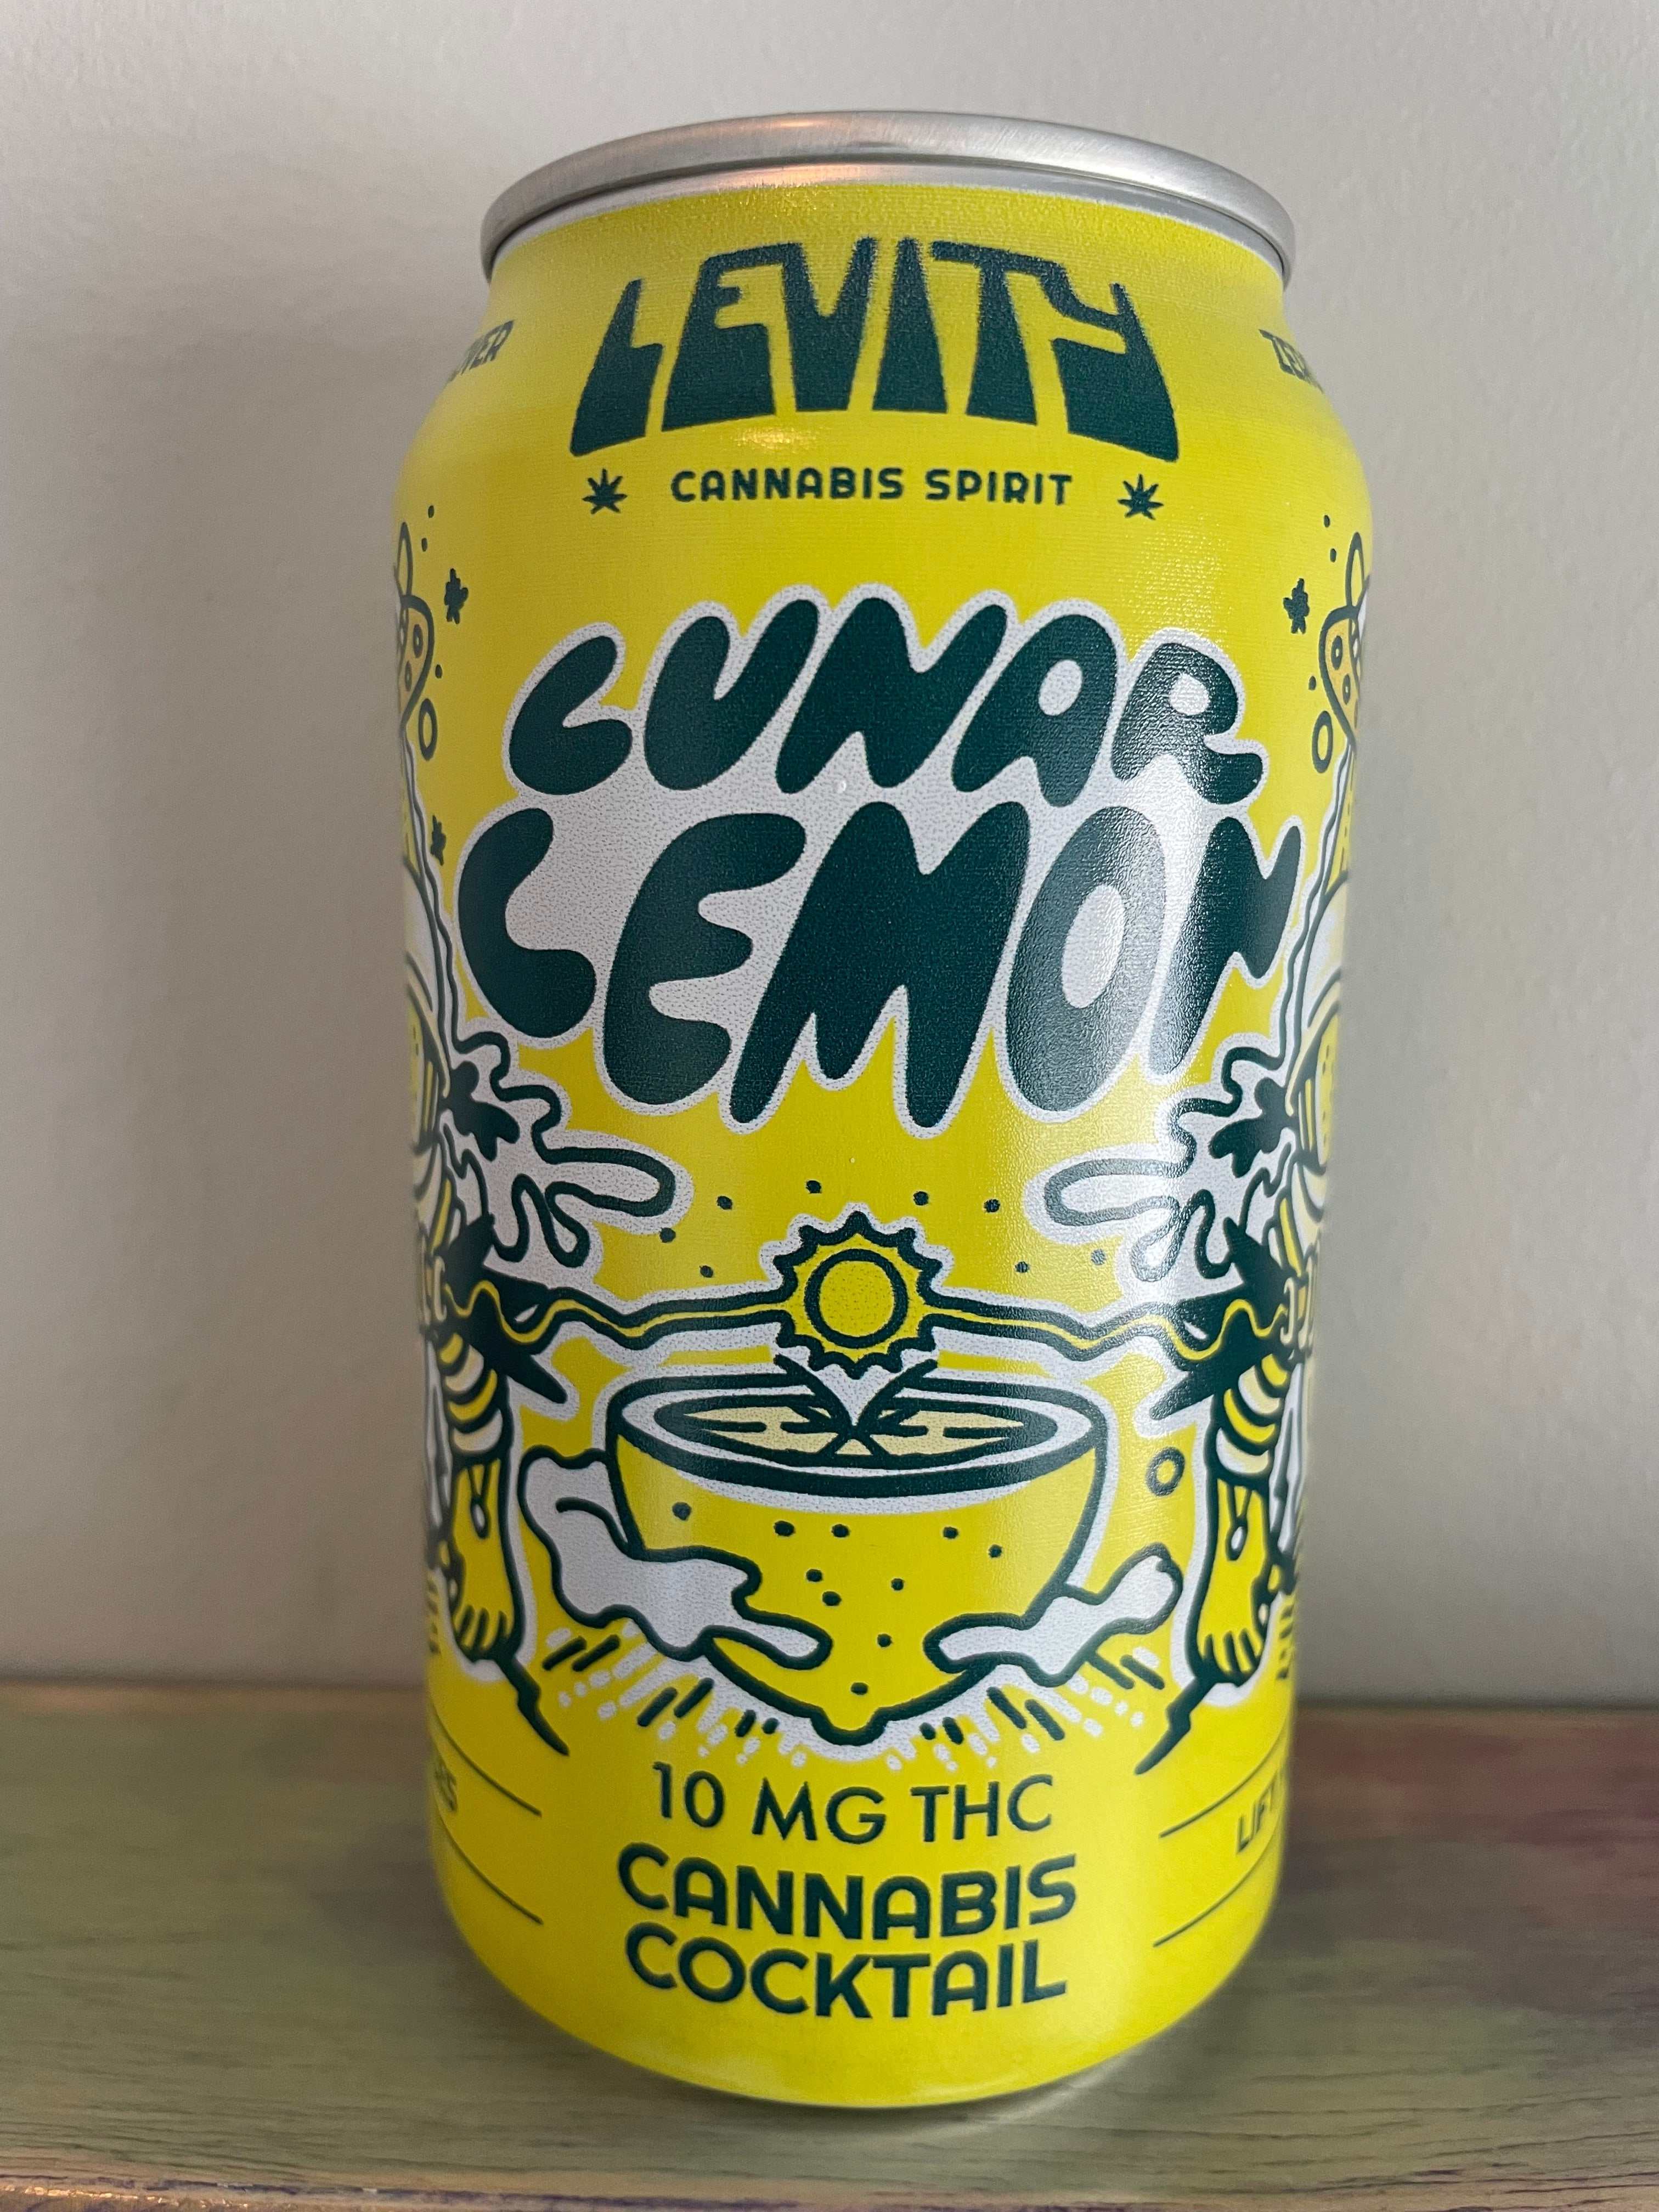 LEVITY
CANNABIS SPIRIT
LUNAR
LEMON
10 MG THC
CANNABIS
COCKTAIL